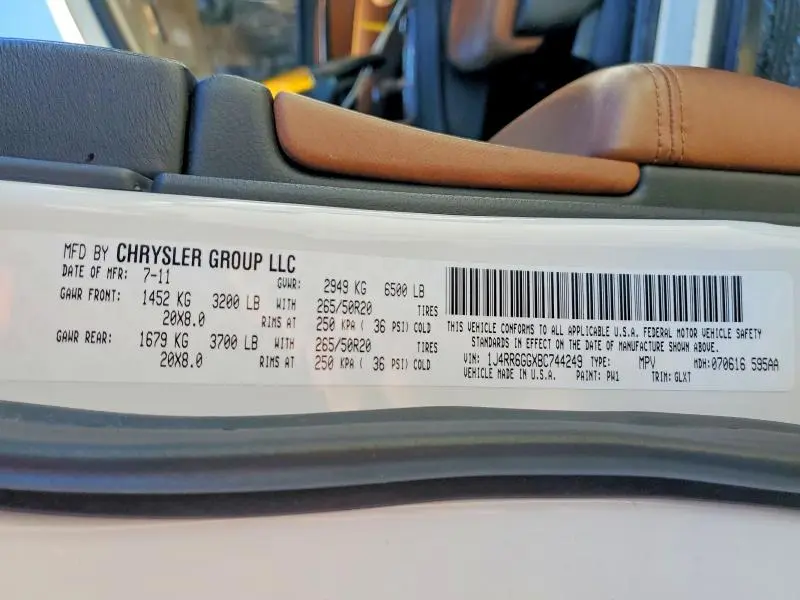 MFD BY CHRYSLER GROUP LLC
DATE OF MFR: 7-11 GVWR: 2949 KG 6500 LB
GAWR FRONT: 1452 KG 3200 LB WITH 265/50R20 TIRES
20X8.0 RIMS AT 250 KPA ( 36 PSI) COLD
GAWR REAR: 1679 KG 3700 LB WITH 265/50R20 TIRES
20X8.0 RIMS AT 250 KPA ( 36 PSI) COLD
THIS VEHICLE CONFORMS TO ALL APPLICABLE U.S.A. FEDERAL MOTOR VEHICLE SAFETY
STANDARDS IN EFFECT ON THE DATE OF MANUFACTURE SHOWN ABOVE.
VIN: 1J4RR6GGXBC744249 TYPE: MPV MDH:070616 595AA
VEHICLE MADE IN U.S.A. PAINT: PW1 TRIM: GLXT